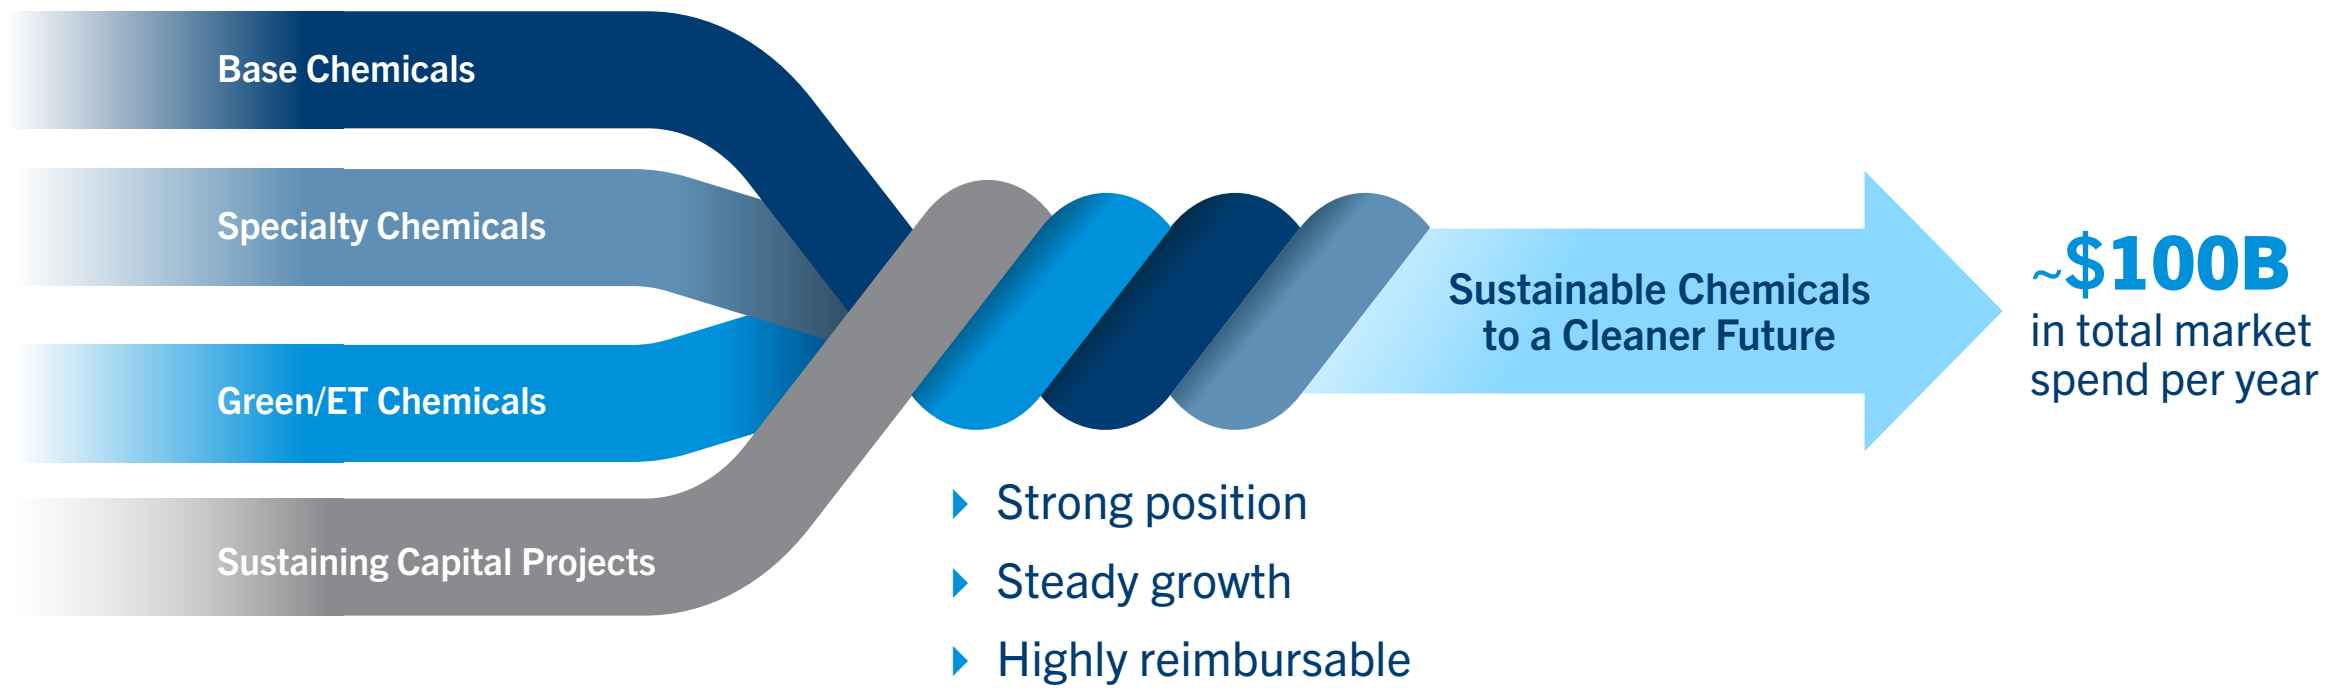 Base Chemicals
Specialty Chemicals
Green/ET Chemicals
Sustaining Capital Projects
Strong position
Steady growth
Highly reimbursable
Sustainable Chemicals
to a Cleaner Future
~$100B
in total market
spend per year